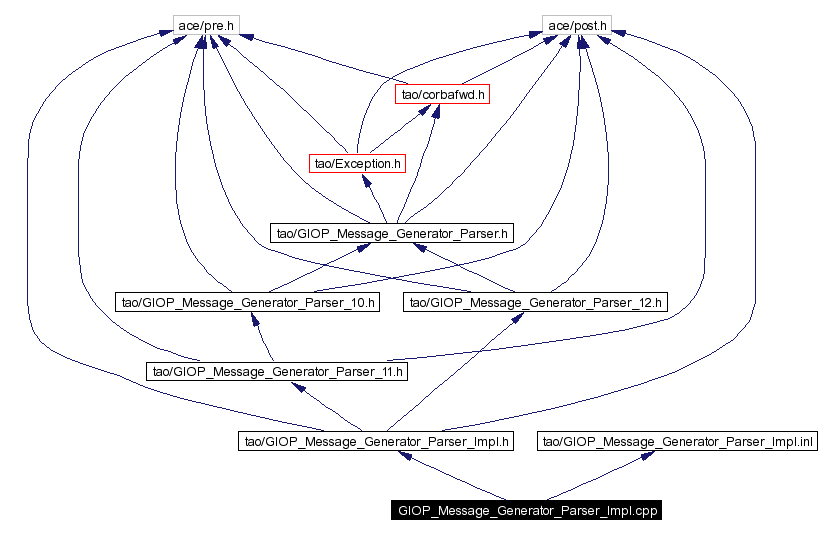 ace/pre.h
ace/post.h
tao/corbafwd.h
tao/Exception.h
tao/GIOP_Message_Generator_Parser.h
tao/GIOP_Message_Generator_Parser_10.h
tao/GIOP_Message_Generator_Parser_12.h
tao/GIOP_Message_Generator_Parser_11.h
tao/GIOP_Message_Generator_Parser_Impl.h
tao/GIOP_Message_Generator_Parser_Impl.inl
GIOP_Message_Generator_Parser_Impl.cpp